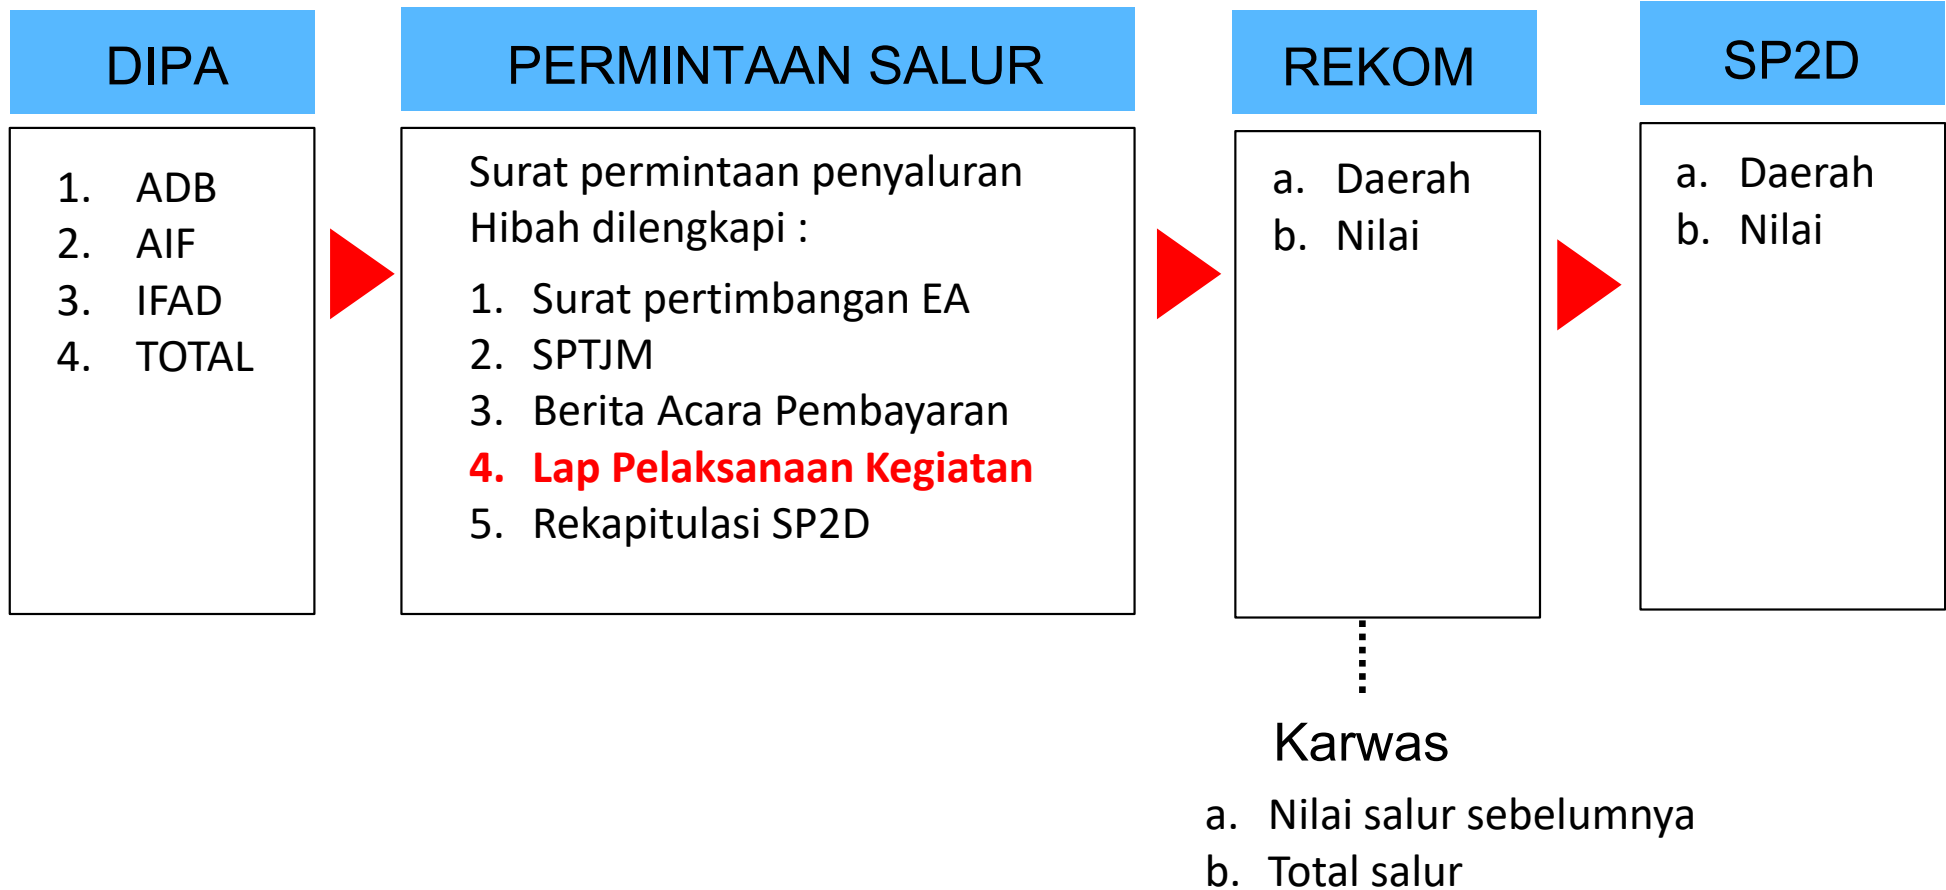 DIPA
1. ADB
2. AIF
3. IFAD
4. TOTAL
PERMINTAAN SALUR
Surat permintaan penyaluran
Hibah dilengkapi :
1. Surat pertimbangan EA
2. SPTJM
3. Berita Acara Pembayaran
4. Lap Pelaksanaan Kegiatan
5. Rekapitulasi SP2D
REKOM
a. Daerah
b. Nilai
Karwas
a. Nilai salur sebelumnya
b. Total salur
SP2D
a. Daerah
b. Nilai